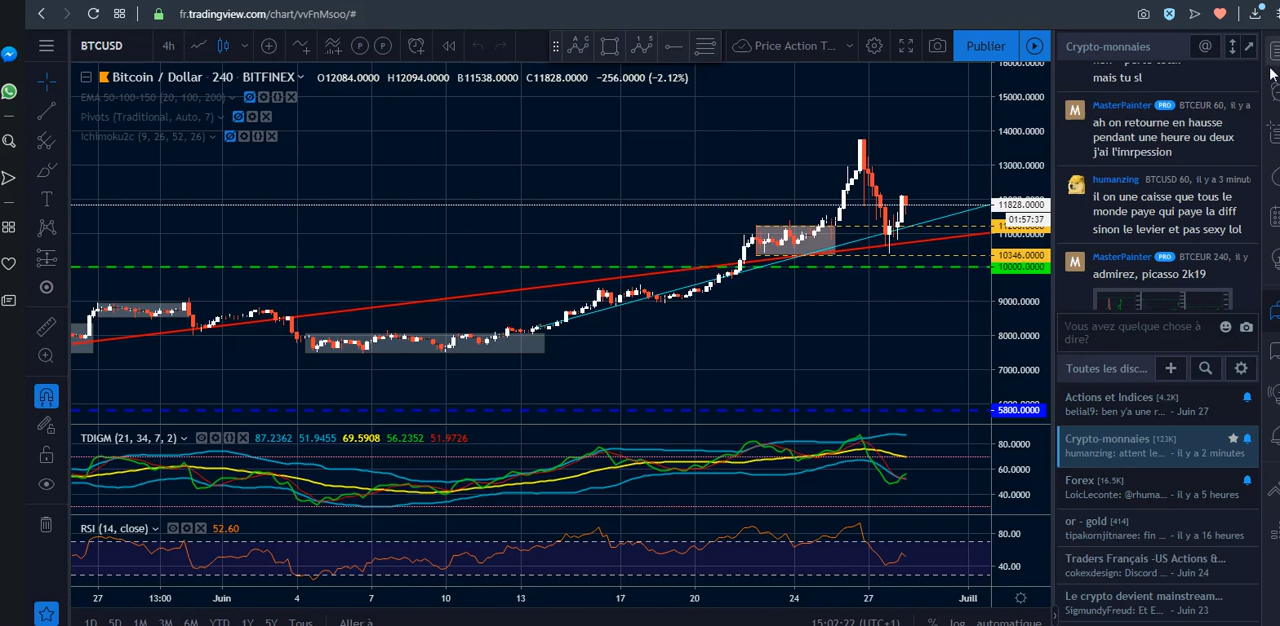 fr.tradingview.com/chart/vvFnMsoo/#
BTCUSD
4h
Price Action T...
Publier
Bitcoin / Dollar · 240 · BITFINEX
O12084.0000 H12094.0000 B11538.0000 C11828.0000 −256.0000 (−2.12%)
EMA 50-100-150 (20, 100, 200)
Pivots (Traditional, Auto, 7)
Ichimoku2c (9, 26, 52, 26)
16000.0000
15000.0000
14000.0000
13000.0000
11828.0000
01:57:37
11000.0000
10346.0000
10000.0000
9000.0000
8000.0000
7000.0000
5800.0000
TDIGM (21, 34, 7, 2)
87.2362 51.9455 69.5908 56.2352 51.9726
80.0000
60.0000
40.0000
RSI (14, close)
52.60
80.00
40.00
27 13:00 Juin 4 7 10 13 17 20 24 27 Juill
1D 5D 1M 3M 6M YTD 1Y 5Y Tous Aller à
15:02:22 (UTC+1) % log automatique
Crypto-monnaies
mais tu sl
MasterPainter PRO BTCEUR 60, il y a
ah on retourne en hausse
pendant une heure ou deux
j'ai l'imrpession
humanzing BTCUSD 60, il y a 3 minut
il on une caisse que tous le
monde paye qui paye la diff
sinon le levier et pas sexy lol
MasterPainter PRO BTCEUR 240, il y
admirez, picasso 2k19
Vous avez quelque chose à
dire?
Toutes les disc...
Actions et Indices [4.2K]
belial9: ben y'a une r... - Juin 27
Crypto-monnaies [123K]
humanzing: attent le... - il y a 2 minutes
Forex [16.5K]
LoicLeconte: @rhuma... - il y a 5 heures
or - gold [414]
tipakornjitnaree: fin ... - il y a 16 heures
Traders Français -US Actions &...
cokexdesign: Discord ... - Juin 24
Le crypto devient mainstream...
SigmundFreud: Et E... - Juin 23